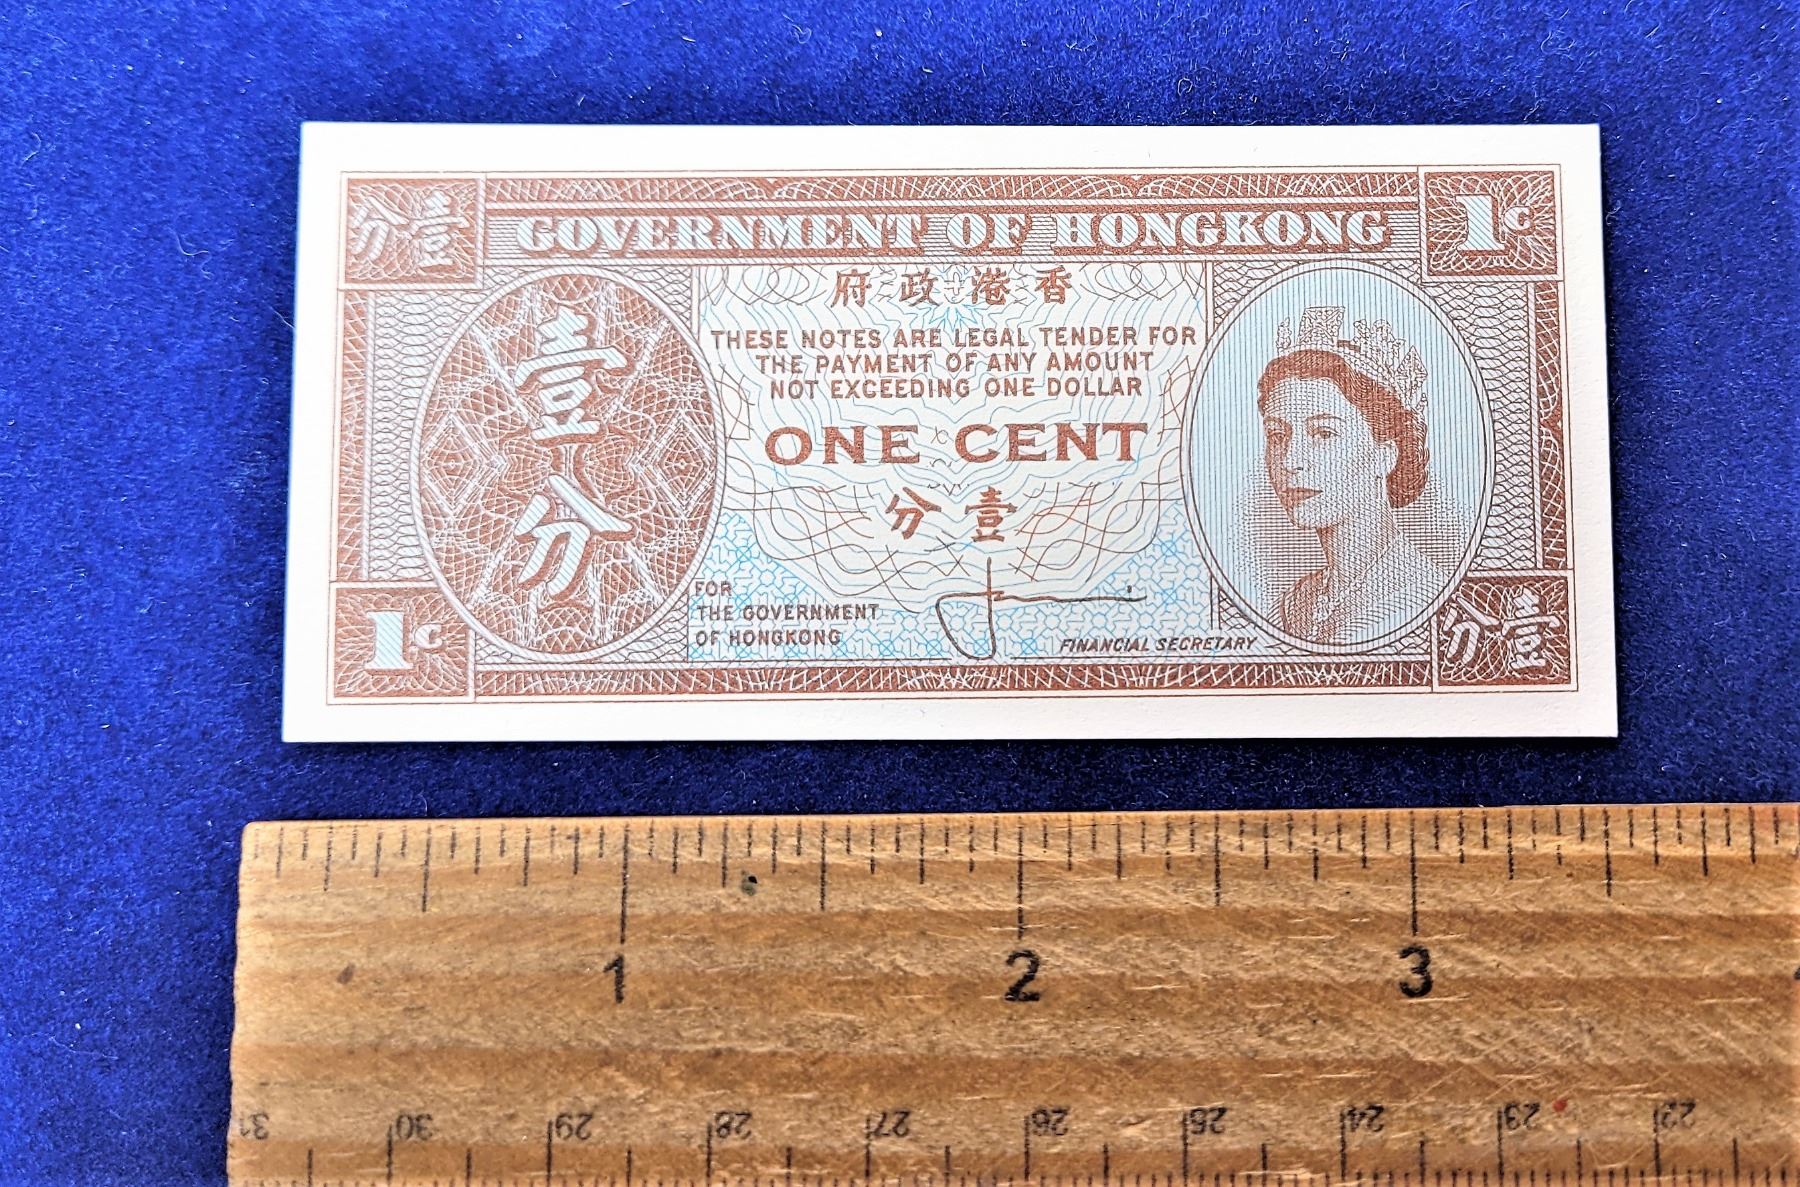 分壹
GOVERNMENT OF HONGKONG
1c
府政港香
THESE NOTES ARE LEGAL TENDER FOR
THE PAYMENT OF ANY AMOUNT
NOT EXCEEDING ONE DOLLAR
壹分
ONE CENT
分壹
FOR
THE GOVERNMENT
OF HONGKONG
FINANCIAL SECRETARY
1c
分壹
1 2 3
31 30 29 28 27 26 25 24 23 22